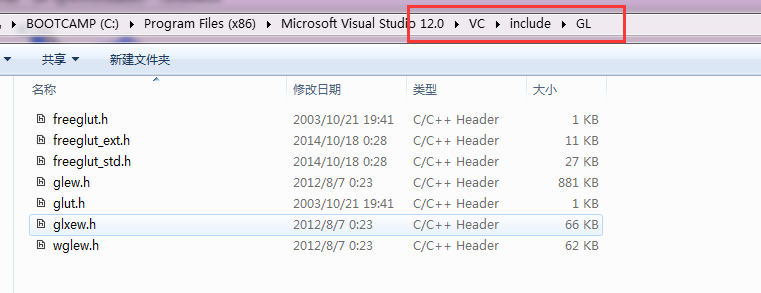 BOOTCAMP (C:) Program Files (x86) Microsoft Visual Studio 12.0 VC include GL
共享 新建文件夹
名称 修改日期 类型 大小
freeglut.h 2003/10/21 19:41 C/C++ Header 1 KB
freeglut_ext.h 2014/10/18 0:28 C/C++ Header 11 KB
freeglut_std.h 2014/10/18 0:28 C/C++ Header 27 KB
glew.h 2012/8/7 0:23 C/C++ Header 881 KB
glut.h 2003/10/21 19:41 C/C++ Header 1 KB
glxew.h 2012/8/7 0:23 C/C++ Header 66 KB
wglew.h 2012/8/7 0:23 C/C++ Header 62 KB